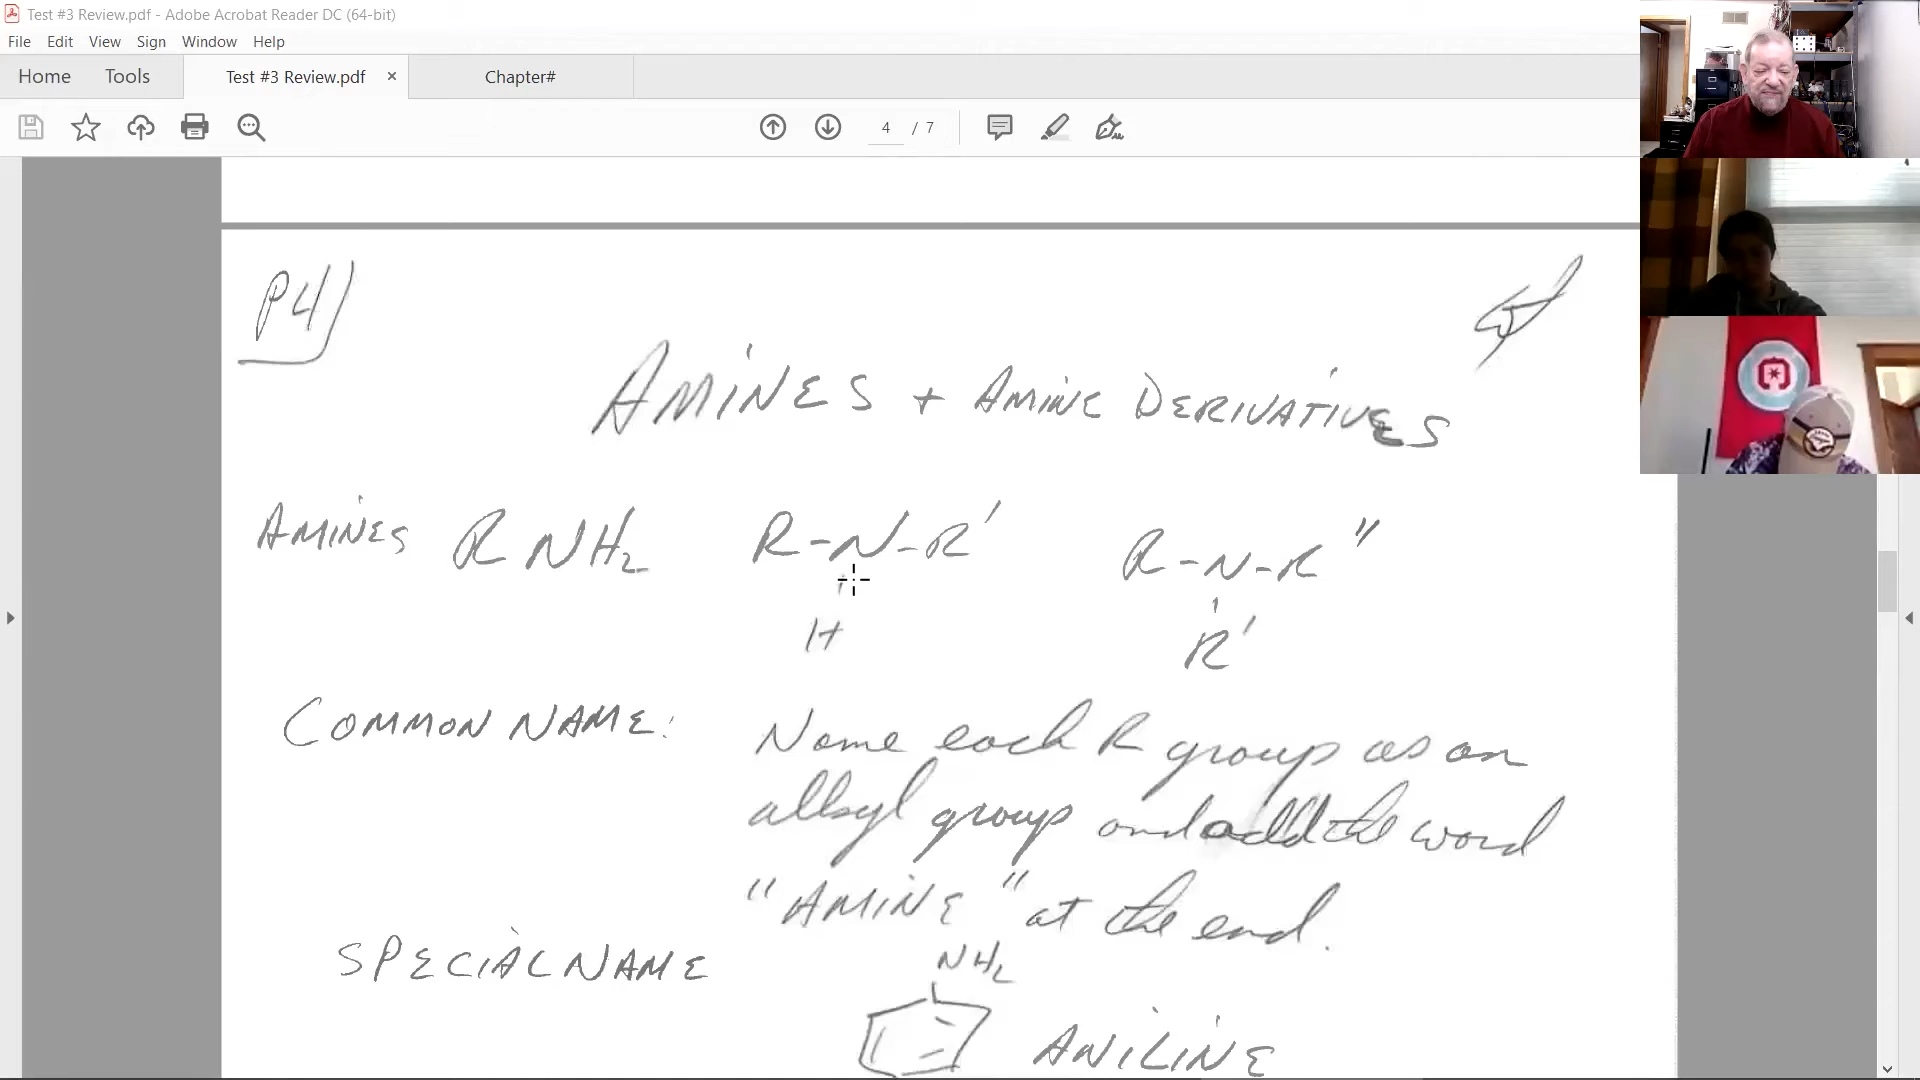 Test #3 Review.pdf - Adobe Acrobat Reader DC (64-bit)
File Edit View Sign Window Help
Home Tools Test #3 Review.pdf × Chapter#
4 / 7
P4)
AMINES + AMINE DERIVATIVES
AMINES RNH2 R-N-R' R-N-R"
H R'
COMMON NAME: Name each R group as an
alkyl group and add the word
"AMINE" at the end.
SPECIAL NAME
NH2
ANILINE